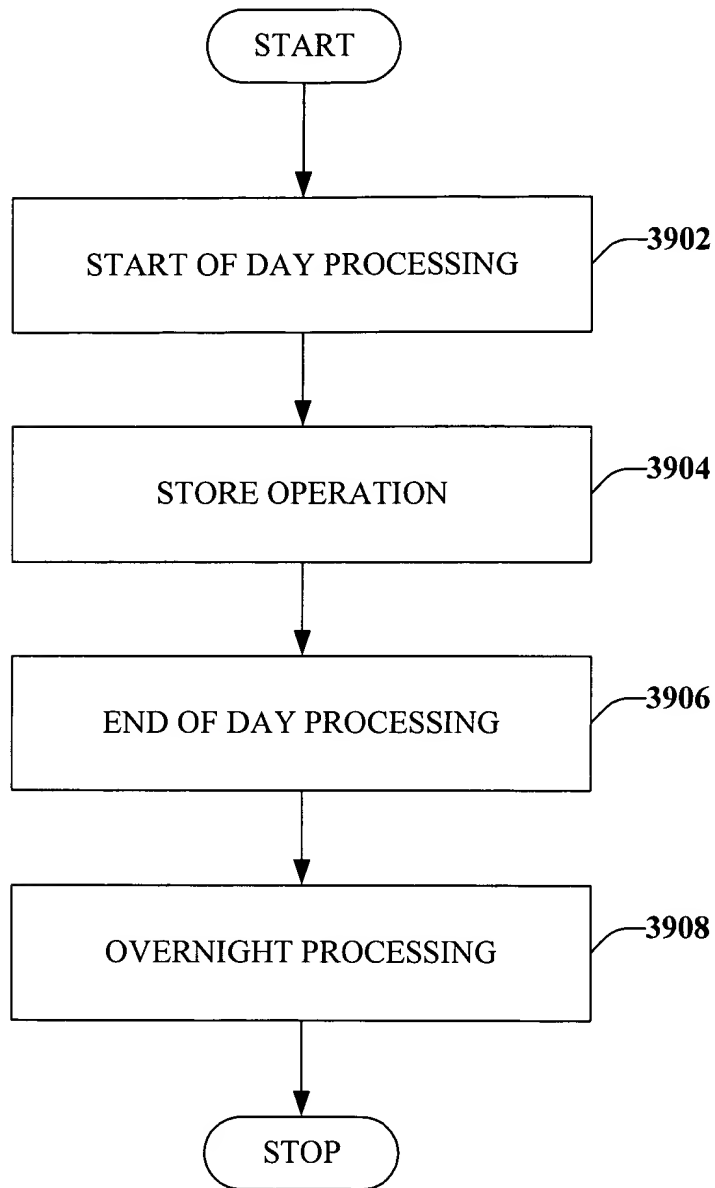 START
START OF DAY PROCESSING
3902
STORE OPERATION
3904
END OF DAY PROCESSING
3906
OVERNIGHT PROCESSING
3908
STOP